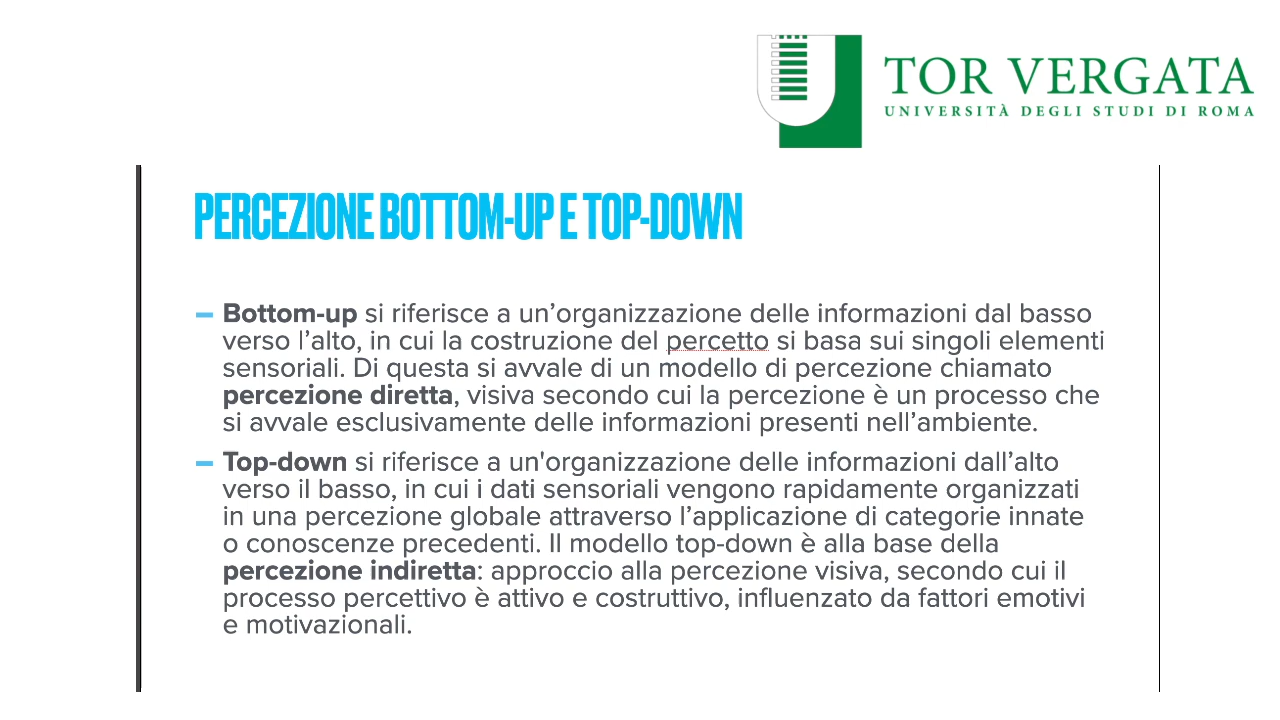 TOR VERGATA
UNIVERSITÀ DEGLI STUDI DI ROMA
PERCEZIONE BOTTOM-UP E TOP-DOWN
Bottom-up si riferisce a un’organizzazione delle informazioni dal basso
verso l’alto, in cui la costruzione del percetto si basa sui singoli elementi
sensoriali. Di questa si avvale di un modello di percezione chiamato
percezione diretta, visiva secondo cui la percezione è un processo che
si avvale esclusivamente delle informazioni presenti nell’ambiente.
Top-down si riferisce a un'organizzazione delle informazioni dall’alto
verso il basso, in cui i dati sensoriali vengono rapidamente organizzati
in una percezione globale attraverso l’applicazione di categorie innate
o conoscenze precedenti. Il modello top-down è alla base della
percezione indiretta: approccio alla percezione visiva, secondo cui il
processo percettivo è attivo e costruttivo, influenzato da fattori emotivi
e motivazionali.